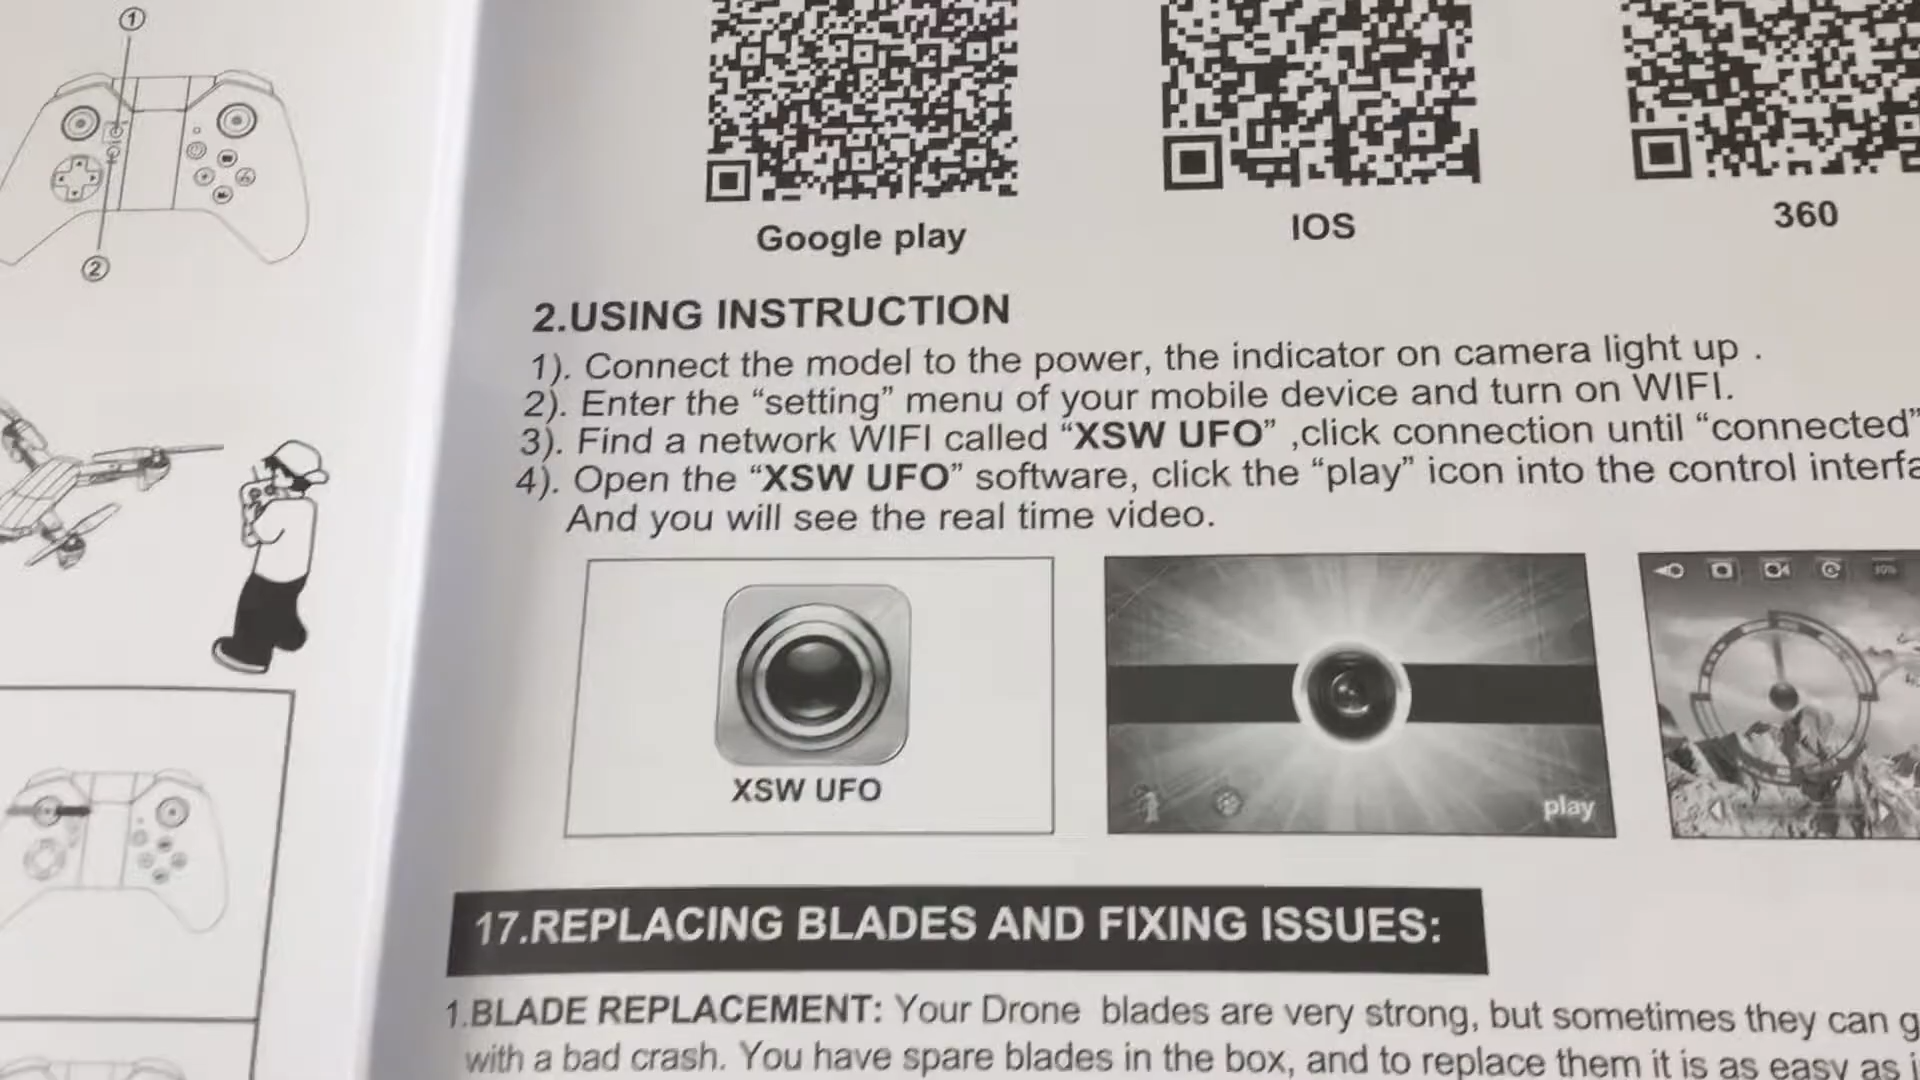 1
2
Google play
IOS
360
2.USING INSTRUCTION
1). Connect the model to the power, the indicator on camera light up .
2). Enter the “setting” menu of your mobile device and turn on WIFI.
3). Find a network WIFI called “XSW UFO” ,click connection until “connected”
4). Open the “XSW UFO” software, click the “play” icon into the control
And you will see the real time video.
XSW UFO
play
17.REPLACING BLADES AND FIXING ISSUES:
1.BLADE REPLACEMENT: Your Drone blades are very strong, but sometimes they can
with a bad crash. You have spare blades in the box, and to replace them it is as easy as